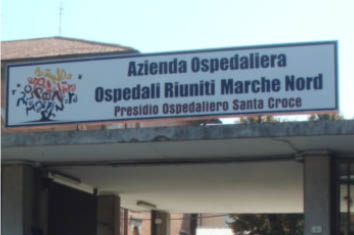 Azienda Ospedaliera
Ospedali Riuniti Marche Nord
Presidio Ospedaliero Santa Croce